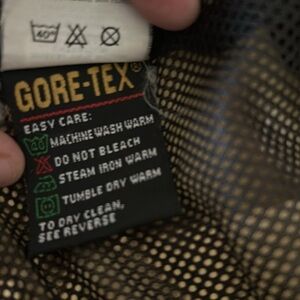 40°
GORE-TEX®
EASY CARE:
MACHINE WASH WARM
DO NOT BLEACH
STEAM IRON WARM
TUMBLE DRY WARM
TO DRY CLEAN,
SEE REVERSE